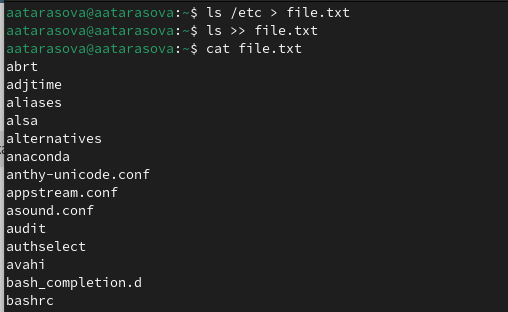 aatarasova@aatarasova:~$ ls /etc > file.txt
aatarasova@aatarasova:~$ ls >> file.txt
aatarasova@aatarasova:~$ cat file.txt
abrt
adjtime
aliases
alsa
alternatives
anaconda
anthy-unicode.conf
appstream.conf
asound.conf
audit
authselect
avahi
bash_completion.d
bashrc